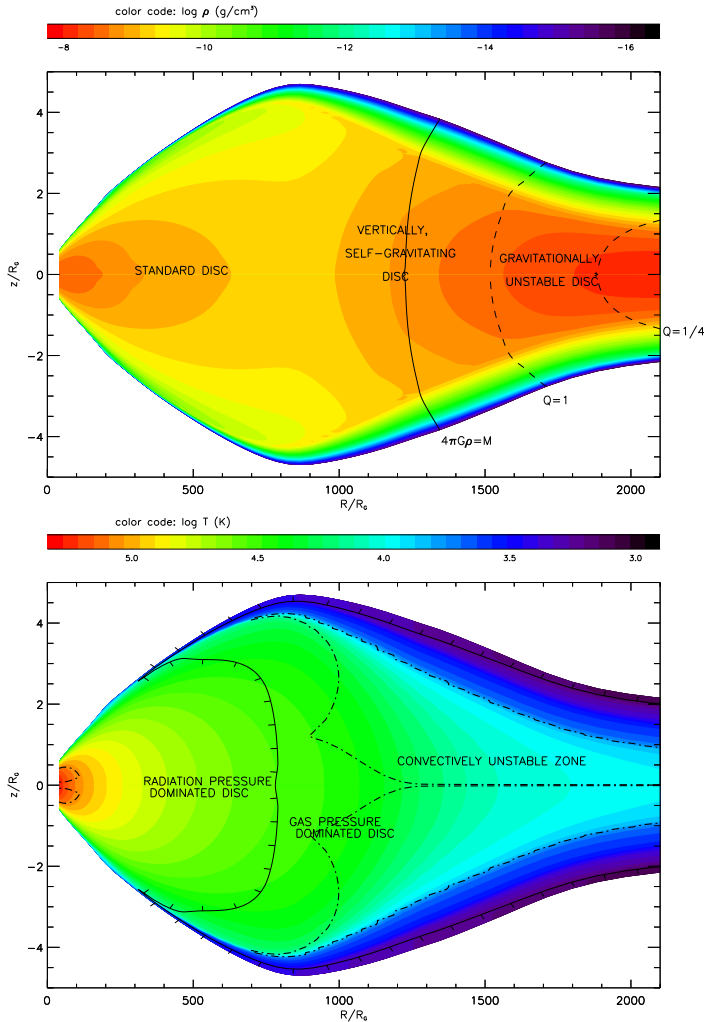 color code: log ρ (g/cm³)
-8 -10 -12 -14 -16
4
2
0
-2
-4
z/R_G
STANDARD DISC
VERTICALLY,
SELF-GRAVITATING
DISC
GRAVITATIONALLY
UNSTABLE DISC
Q=1/4
Q=1
4πGρ=M
0 500 1000 1500 2000
R/R_G
color code: log T (K)
5.0 4.5 4.0 3.5 3.0
4
2
0
-2
-4
z/R_G
CONVECTIVELY UNSTABLE ZONE
RADIATION PRESSURE
DOMINATED DISC
GAS PRESSURE
DOMINATED DISC
0 500 1000 1500 2000
R/R_G